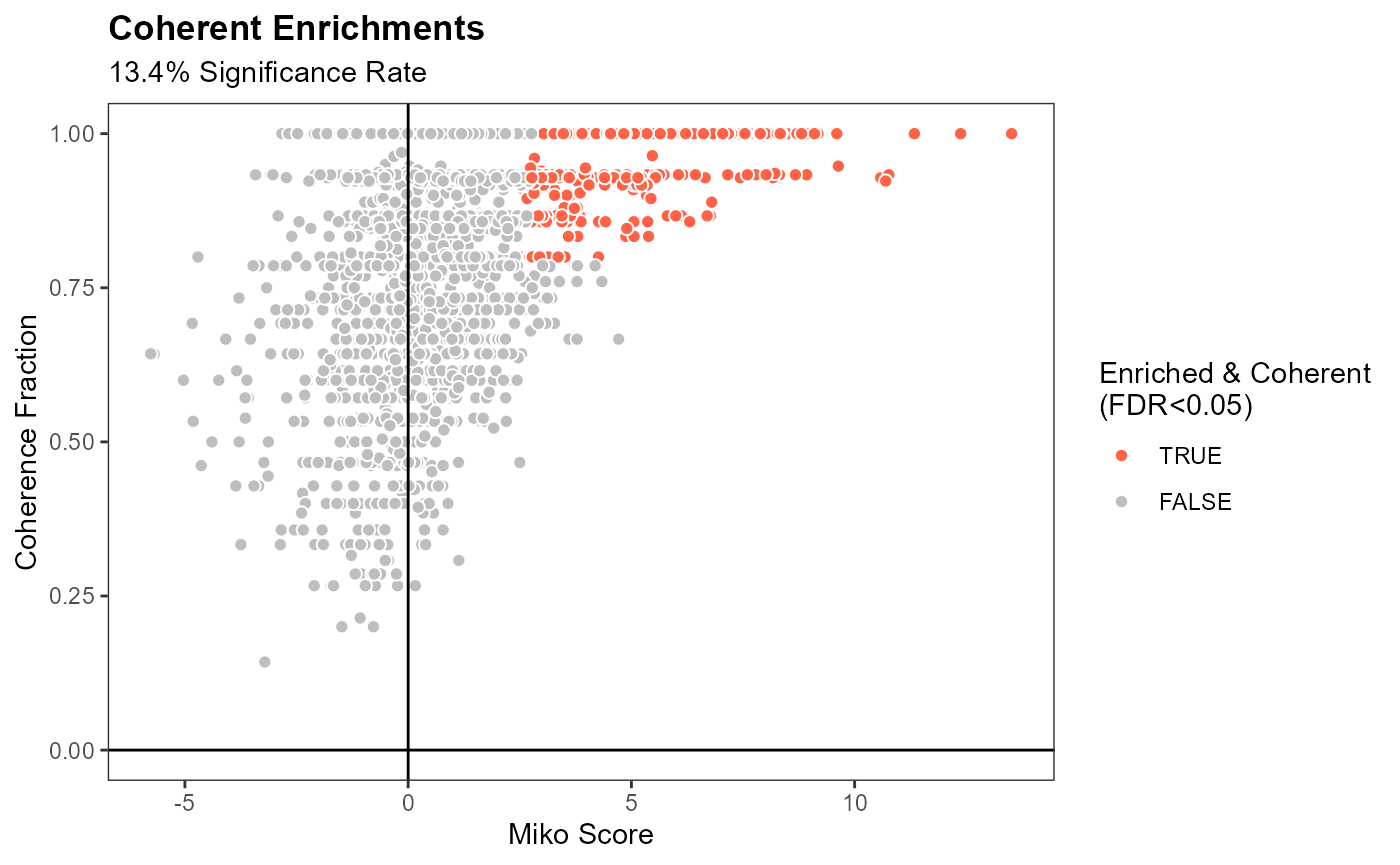 Coherent Enrichments
13.4% Significance Rate
1.00
0.75
0.50
0.25
0.00
Coherence Fraction
-5
0
5
10
Miko Score
Enriched & Coherent
(FDR<0.05)
TRUE
FALSE